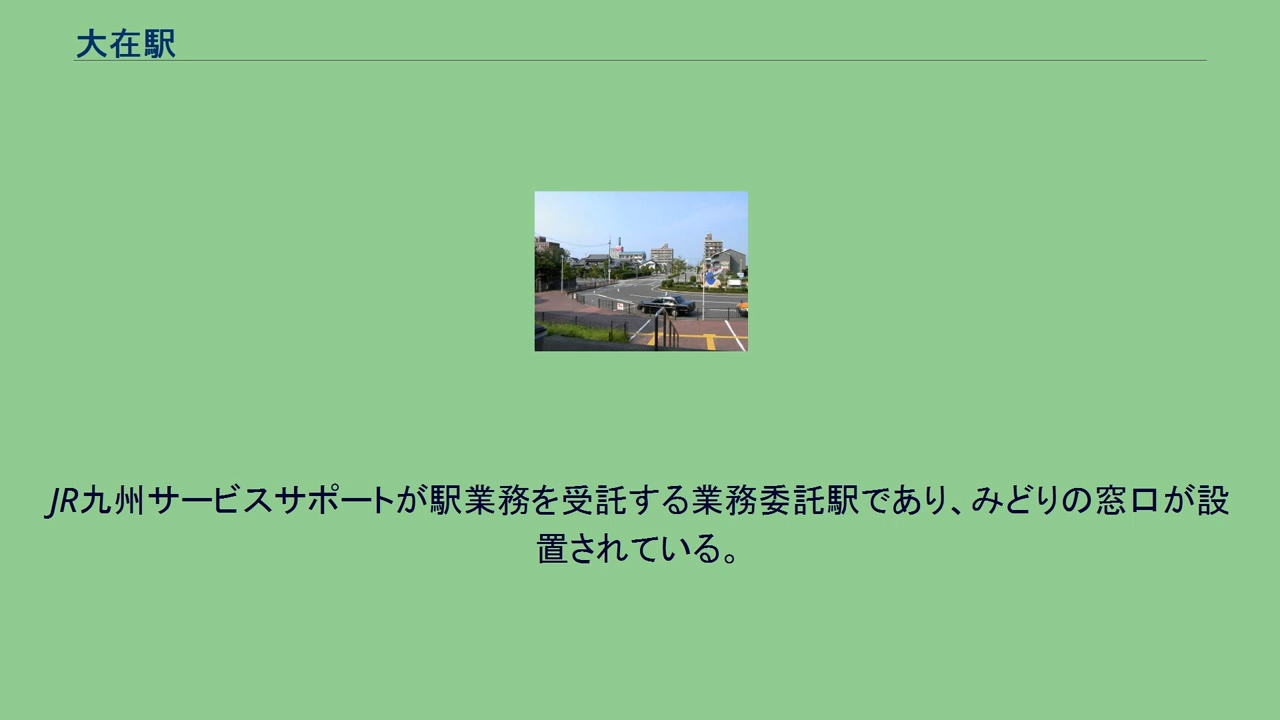 大在駅
JR九州サービスサポートが駅業務を受託する業務委託駅であり、みどりの窓口が設
置されている。